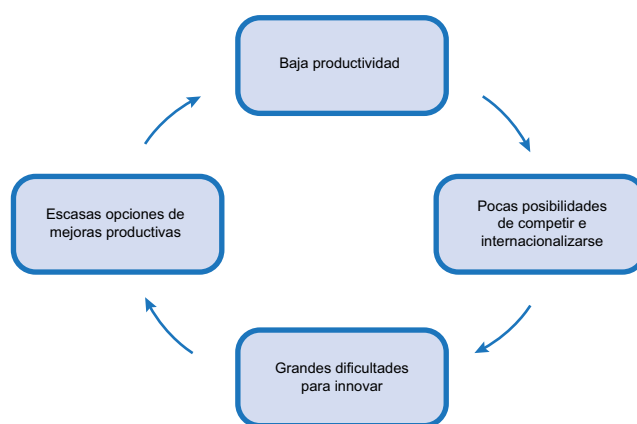 Baja productividad
Pocas posibilidades
de competir e
internacionalizarse
Grandes dificultades
para innovar
Escasas opciones de
mejoras productivas